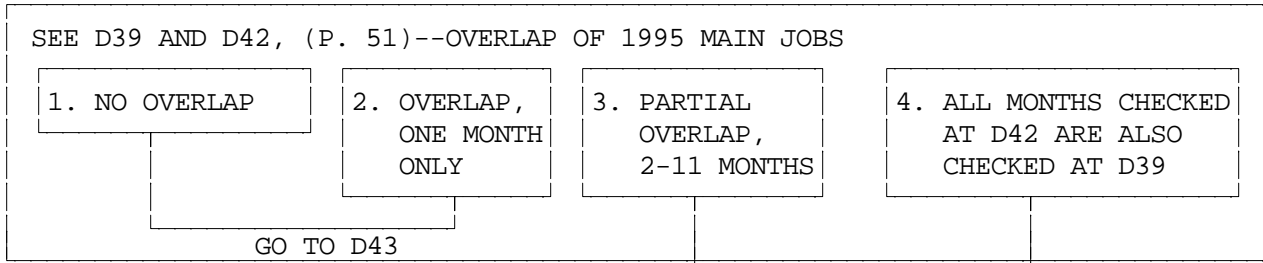 SEE D39 AND D42, (P. 51)--OVERLAP OF 1995 MAIN JOBS
1. NO OVERLAP
2. OVERLAP,
ONE MONTH
ONLY
3. PARTIAL
OVERLAP,
2-11 MONTHS
4. ALL MONTHS CHECKED
AT D42 ARE ALSO
CHECKED AT D39
GO TO D43